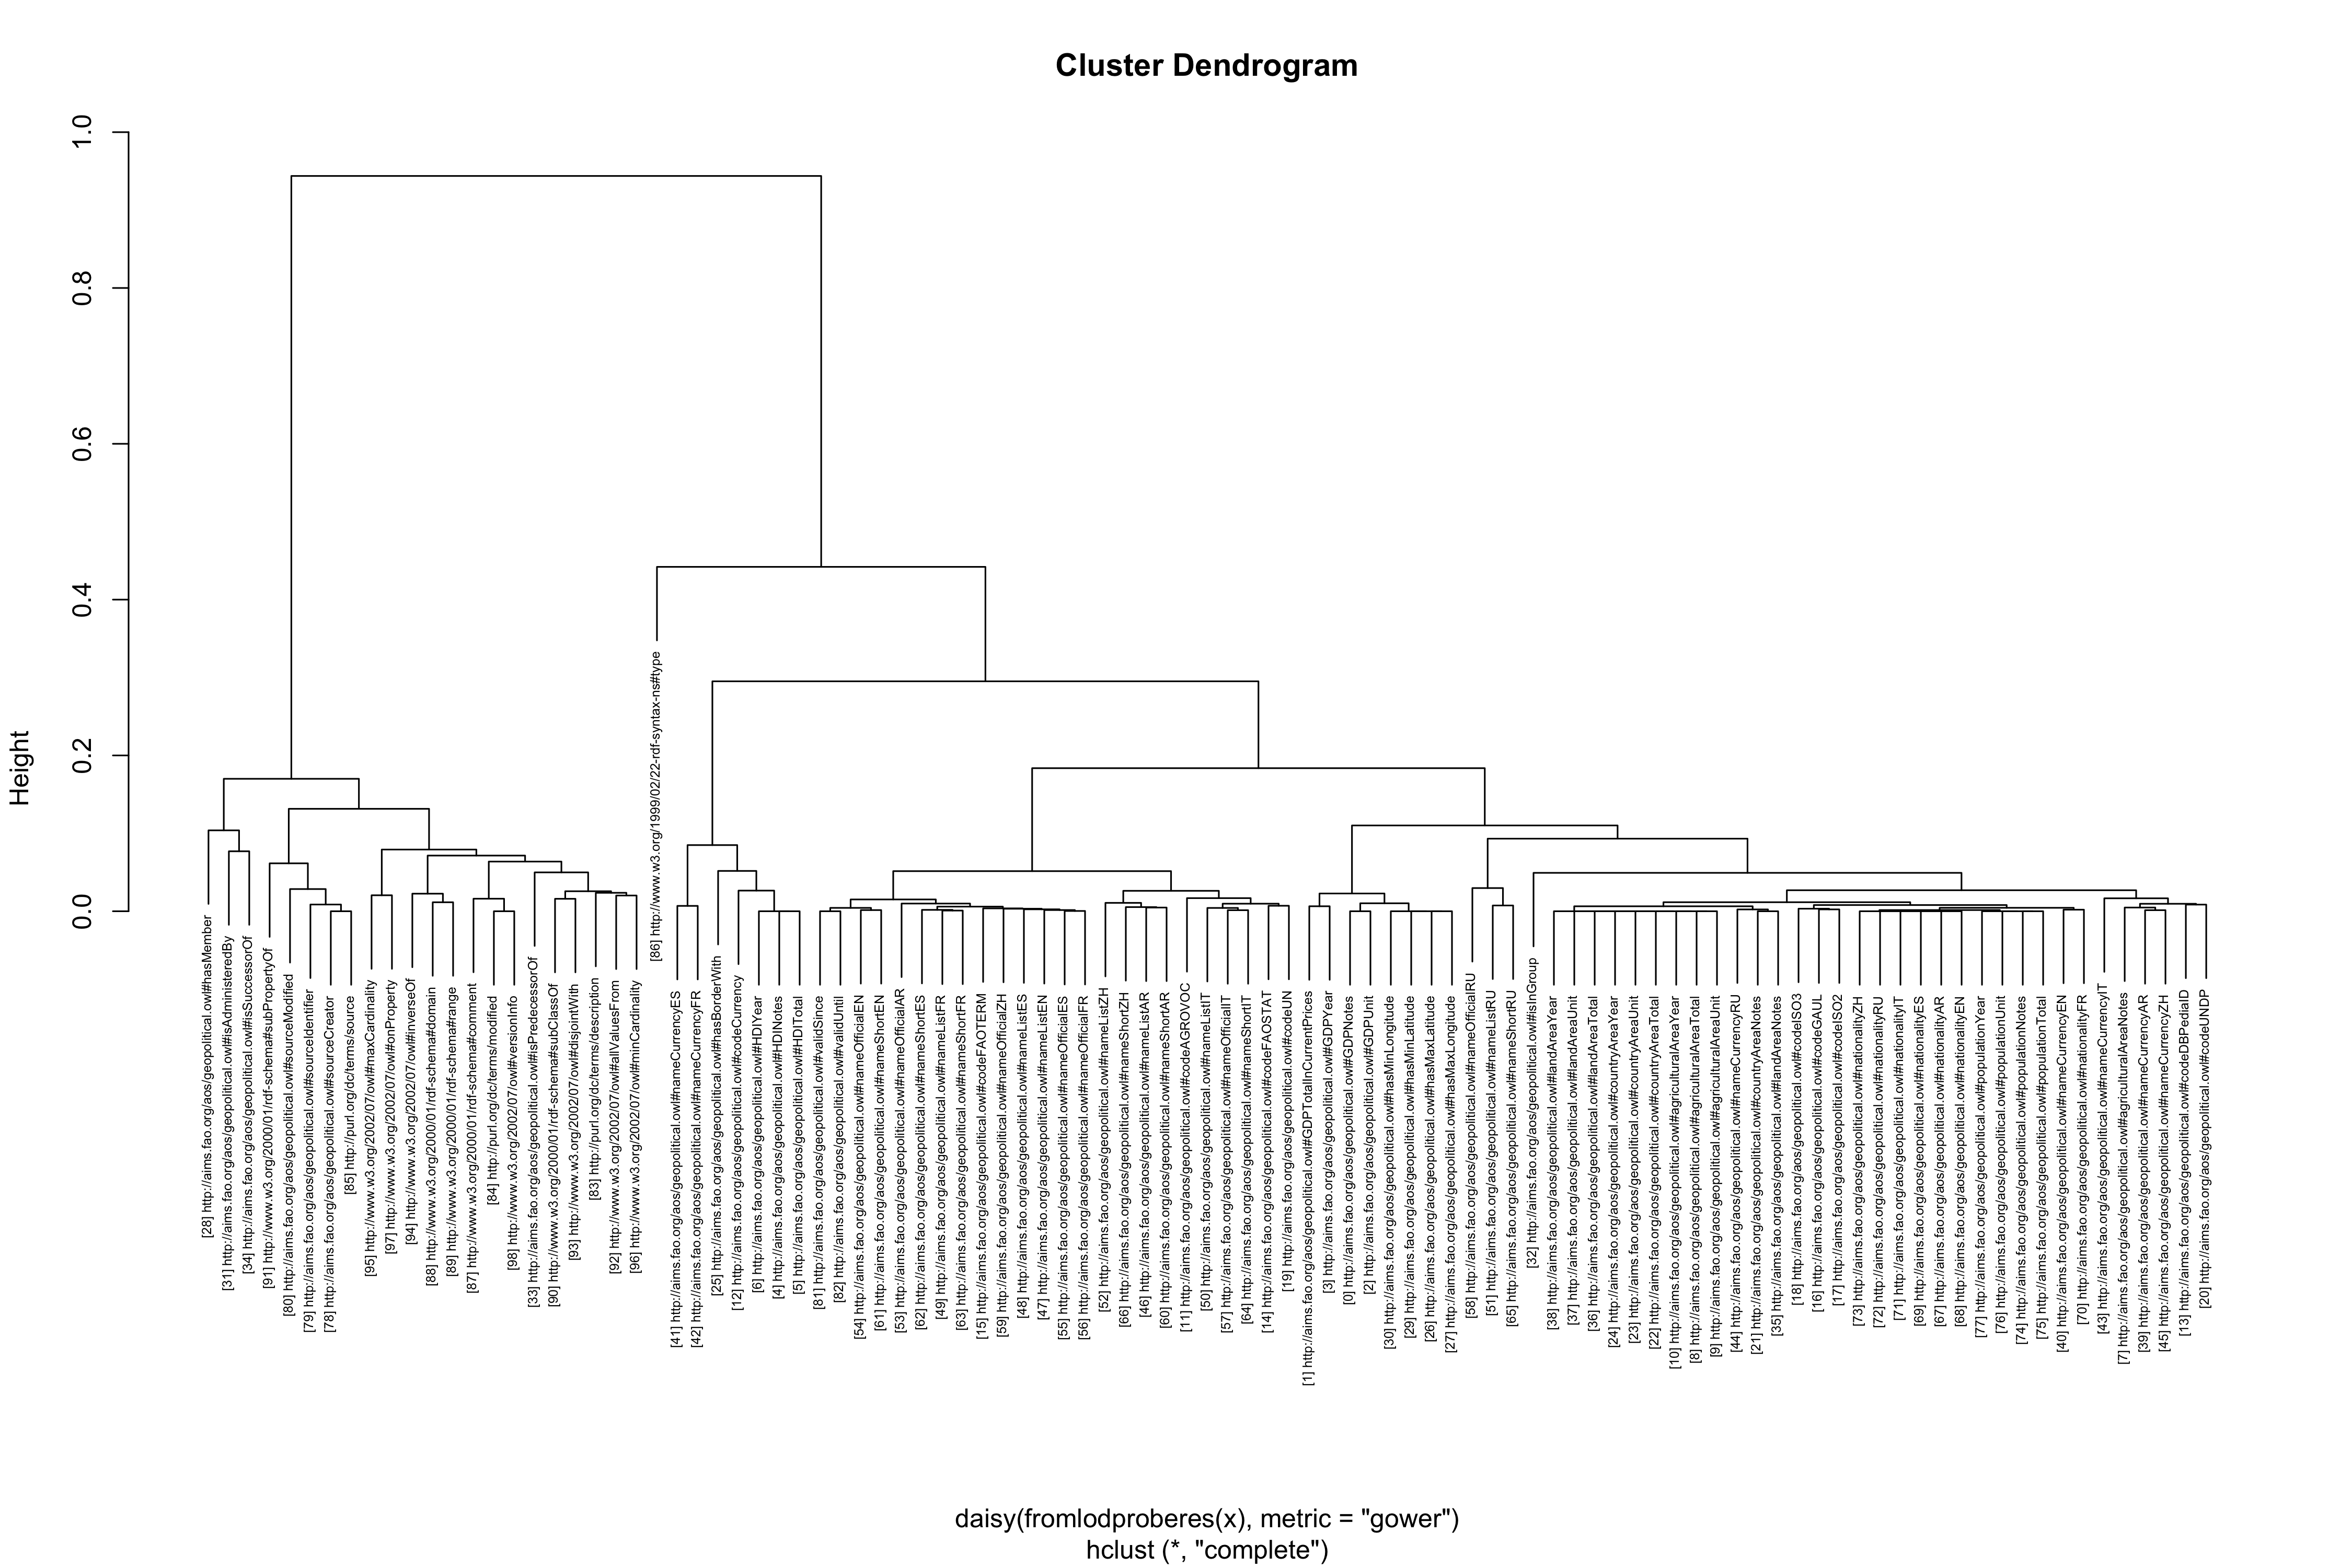 Cluster Dendrogram
Height
0.0
0.2
0.4
0.6
0.8
1.0
[28] http://aims.fao.org/aos/geopolitical.owl#hasMember
[31] http://aims.fao.org/aos/geopolitical.owl#isAdministeredBy
[34] http://aims.fao.org/aos/geopolitical.owl#isSuccessorOf
[91] http://www.w3.org/2000/01/rdf-schema#subPropertyOf
[80] http://aims.fao.org/aos/geopolitical.owl#sourceModified
[79] http://aims.fao.org/aos/geopolitical.owl#sourceIdentifier
[78] http://aims.fao.org/aos/geopolitical.owl#sourceCreator
[85] http://purl.org/dc/terms/source
[95] http://www.w3.org/2002/07/owl#maxCardinality
[97] http://www.w3.org/2002/07/owl#onProperty
[94] http://www.w3.org/2002/07/owl#inverseOf
[88] http://www.w3.org/2000/01/rdf-schema#domain
[89] http://www.w3.org/2000/01/rdf-schema#range
[87] http://www.w3.org/2000/01/rdf-schema#comment
[84] http://purl.org/dc/terms/modified
[98] http://www.w3.org/2002/07/owl#versionInfo
[33] http://aims.fao.org/aos/geopolitical.owl#isPredecessorOf
[90] http://www.w3.org/2000/01/rdf-schema#subClassOf
[93] http://www.w3.org/2002/07/owl#disjointWith
[83] http://purl.org/dc/terms/description
[92] http://www.w3.org/2002/07/owl#allValuesFrom
[96] http://www.w3.org/2002/07/owl#minCardinality
[86] http://www.w3.org/1999/02/22-rdf-syntax-ns#type
[41] http://aims.fao.org/aos/geopolitical.owl#nameCurrencyES
[42] http://aims.fao.org/aos/geopolitical.owl#nameCurrencyFR
[25] http://aims.fao.org/aos/geopolitical.owl#hasBorderWith
[12] http://aims.fao.org/aos/geopolitical.owl#codeCurrency
[6] http://aims.fao.org/aos/geopolitical.owl#HDIYear
[4] http://aims.fao.org/aos/geopolitical.owl#HDINotes
[5] http://aims.fao.org/aos/geopolitical.owl#HDITotal
[81] http://aims.fao.org/aos/geopolitical.owl#validSince
[82] http://aims.fao.org/aos/geopolitical.owl#validUntil
[54] http://aims.fao.org/aos/geopolitical.owl#nameOfficialEN
[61] http://aims.fao.org/aos/geopolitical.owl#nameShortEN
[53] http://aims.fao.org/aos/geopolitical.owl#nameOfficialAR
[62] http://aims.fao.org/aos/geopolitical.owl#nameShortES
[49] http://aims.fao.org/aos/geopolitical.owl#nameListFR
[63] http://aims.fao.org/aos/geopolitical.owl#nameShortFR
[15] http://aims.fao.org/aos/geopolitical.owl#codeFAOTERM
[59] http://aims.fao.org/aos/geopolitical.owl#nameOfficialZH
[48] http://aims.fao.org/aos/geopolitical.owl#nameListES
[47] http://aims.fao.org/aos/geopolitical.owl#nameListEN
[55] http://aims.fao.org/aos/geopolitical.owl#nameOfficialES
[56] http://aims.fao.org/aos/geopolitical.owl#nameOfficialFR
[52] http://aims.fao.org/aos/geopolitical.owl#nameListZH
[66] http://aims.fao.org/aos/geopolitical.owl#nameShortZH
[46] http://aims.fao.org/aos/geopolitical.owl#nameListAR
[60] http://aims.fao.org/aos/geopolitical.owl#nameShortAR
[11] http://aims.fao.org/aos/geopolitical.owl#codeAGROVOC
[50] http://aims.fao.org/aos/geopolitical.owl#nameListIT
[57] http://aims.fao.org/aos/geopolitical.owl#nameOfficialIT
[64] http://aims.fao.org/aos/geopolitical.owl#nameShortIT
[14] http://aims.fao.org/aos/geopolitical.owl#codeFAOSTAT
[19] http://aims.fao.org/aos/geopolitical.owl#codeUN
[1] http://aims.fao.org/aos/geopolitical.owl#GDPTotalInCurrentPrices
[3] http://aims.fao.org/aos/geopolitical.owl#GDPYear
[0] http://aims.fao.org/aos/geopolitical.owl#GDPNotes
[2] http://aims.fao.org/aos/geopolitical.owl#GDPUnit
[30] http://aims.fao.org/aos/geopolitical.owl#hasMinLongitude
[29] http://aims.fao.org/aos/geopolitical.owl#hasMinLatitude
[26] http://aims.fao.org/aos/geopolitical.owl#hasMaxLatitude
[27] http://aims.fao.org/aos/geopolitical.owl#hasMaxLongitude
[58] http://aims.fao.org/aos/geopolitical.owl#nameOfficialRU
[51] http://aims.fao.org/aos/geopolitical.owl#nameListRU
[65] http://aims.fao.org/aos/geopolitical.owl#nameShortRU
[32] http://aims.fao.org/aos/geopolitical.owl#isInGroup
[38] http://aims.fao.org/aos/geopolitical.owl#landAreaYear
[37] http://aims.fao.org/aos/geopolitical.owl#landAreaUnit
[36] http://aims.fao.org/aos/geopolitical.owl#landAreaTotal
[24] http://aims.fao.org/aos/geopolitical.owl#countryAreaYear
[23] http://aims.fao.org/aos/geopolitical.owl#countryAreaUnit
[22] http://aims.fao.org/aos/geopolitical.owl#countryAreaTotal
[10] http://aims.fao.org/aos/geopolitical.owl#agriculturalAreaYear
[8] http://aims.fao.org/aos/geopolitical.owl#agriculturalAreaTotal
[9] http://aims.fao.org/aos/geopolitical.owl#agriculturalAreaUnit
[44] http://aims.fao.org/aos/geopolitical.owl#nameCurrencyRU
[21] http://aims.fao.org/aos/geopolitical.owl#countryAreaNotes
[35] http://aims.fao.org/aos/geopolitical.owl#landAreaNotes
[18] http://aims.fao.org/aos/geopolitical.owl#codeISO3
[16] http://aims.fao.org/aos/geopolitical.owl#codeGAUL
[17] http://aims.fao.org/aos/geopolitical.owl#codeISO2
[73] http://aims.fao.org/aos/geopolitical.owl#nationalityZH
[72] http://aims.fao.org/aos/geopolitical.owl#nationalityRU
[71] http://aims.fao.org/aos/geopolitical.owl#nationalityIT
[69] http://aims.fao.org/aos/geopolitical.owl#nationalityES
[67] http://aims.fao.org/aos/geopolitical.owl#nationalityAR
[68] http://aims.fao.org/aos/geopolitical.owl#nationalityEN
[77] http://aims.fao.org/aos/geopolitical.owl#populationYear
[76] http://aims.fao.org/aos/geopolitical.owl#populationUnit
[74] http://aims.fao.org/aos/geopolitical.owl#populationNotes
[75] http://aims.fao.org/aos/geopolitical.owl#populationTotal
[40] http://aims.fao.org/aos/geopolitical.owl#nameCurrencyEN
[70] http://aims.fao.org/aos/geopolitical.owl#nationalityFR
[43] http://aims.fao.org/aos/geopolitical.owl#nameCurrencyIT
[7] http://aims.fao.org/aos/geopolitical.owl#agriculturalAreaNotes
[39] http://aims.fao.org/aos/geopolitical.owl#nameCurrencyAR
[45] http://aims.fao.org/aos/geopolitical.owl#nameCurrencyZH
[13] http://aims.fao.org/aos/geopolitical.owl#codeDBPediaID
[20] http://aims.fao.org/aos/geopolitical.owl#codeUNDP
daisy(fromlodproberes(x), metric = "gower")
hclust (*, "complete")